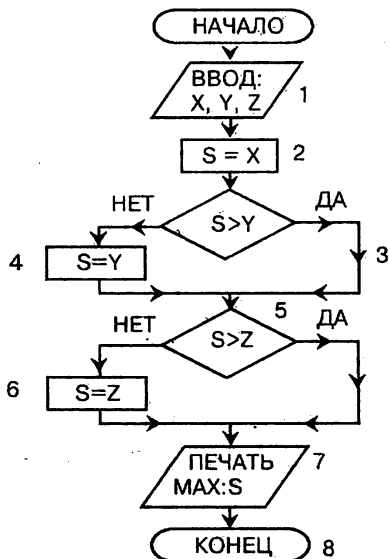 НАЧАЛО
ВВОД:
X, Y, Z
1
S = X
2
НЕТ
ДА
S>Y
3
4
S=Y
5
НЕТ
ДА
S>Z
6
S=Z
7
ПЕЧАТЬ
MAX:S
КОНЕЦ
8